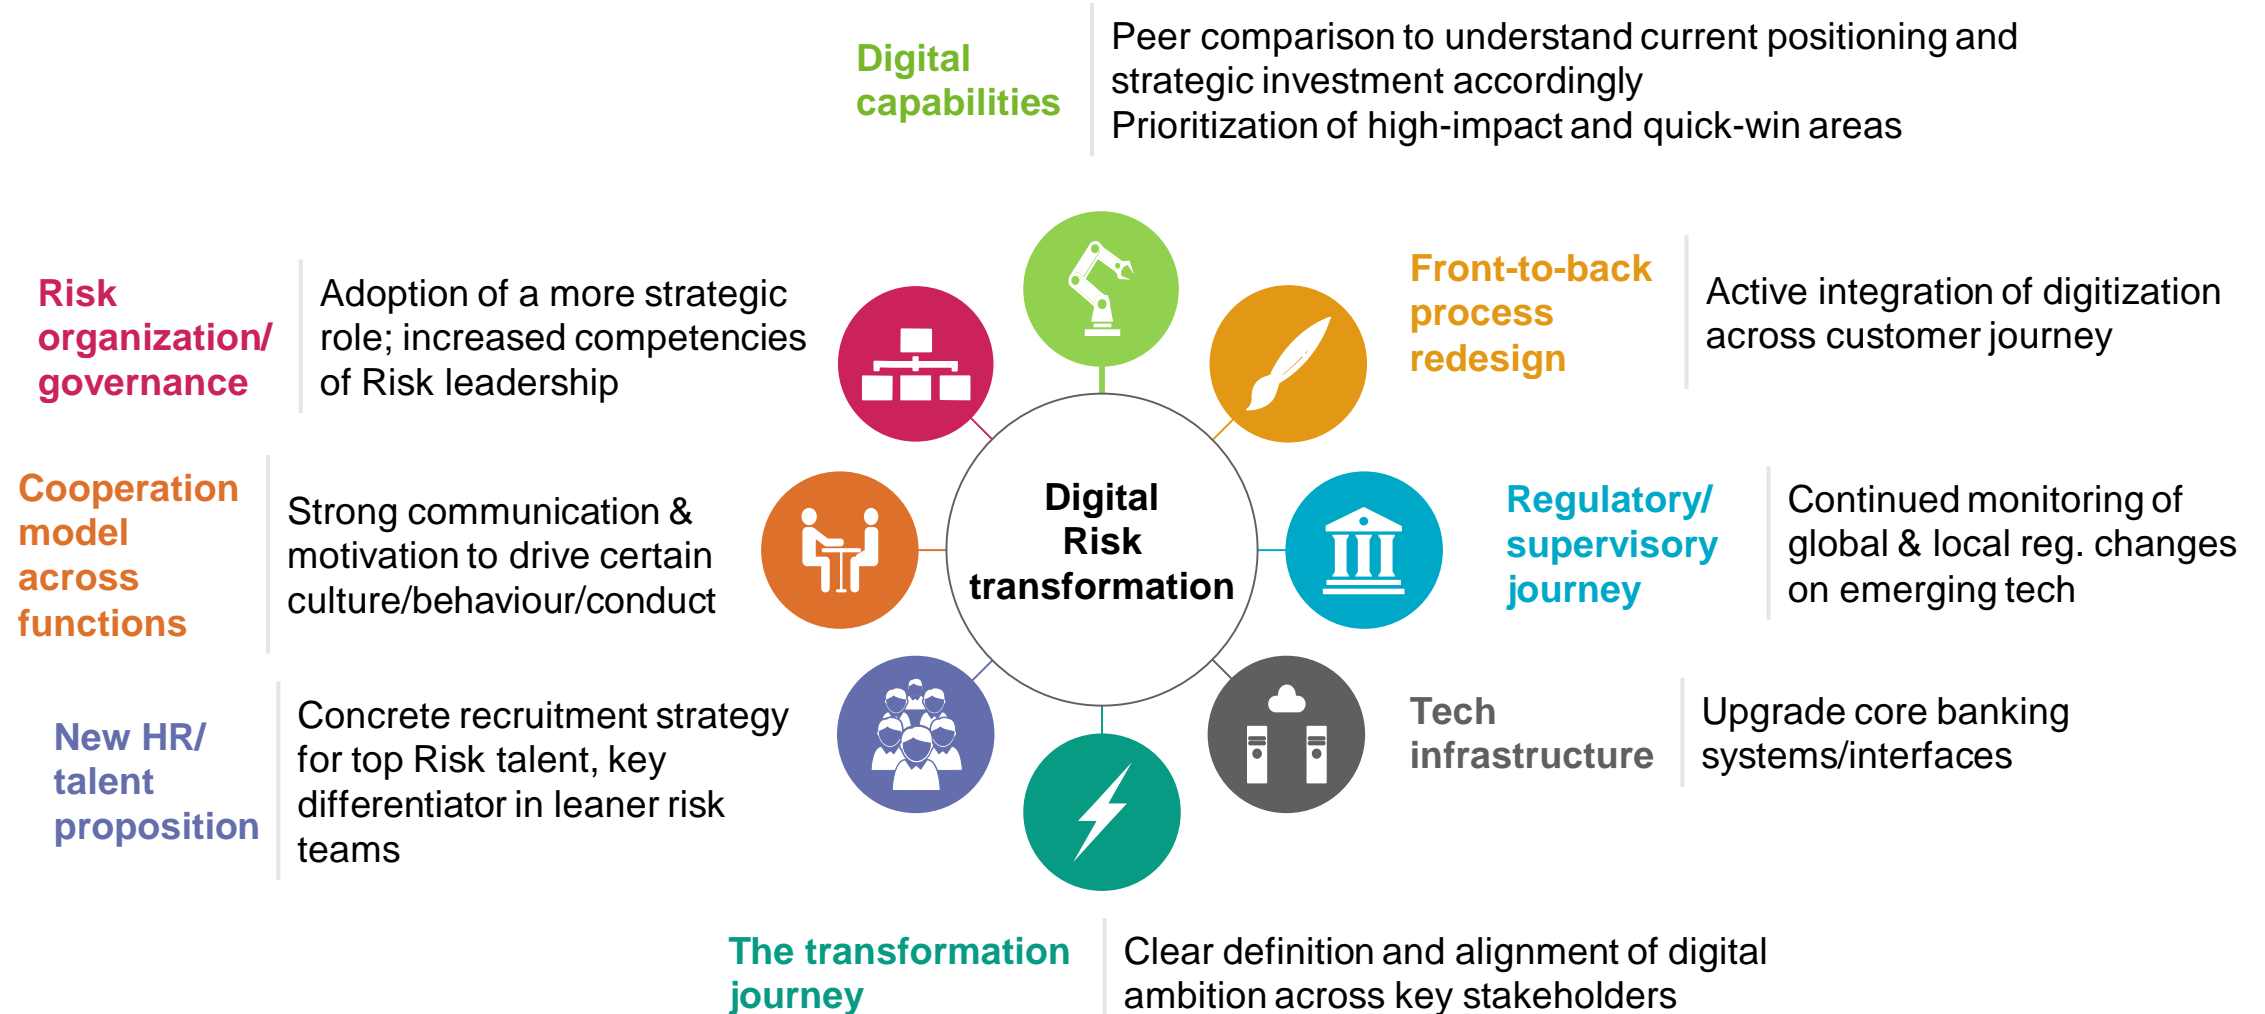 Digital
capabilities
Peer comparison to understand current positioning and
strategic investment accordingly
Prioritization of high-impact and quick-win areas
Risk
organization/
governance
Adoption of a more strategic
role; increased competencies
of Risk leadership
Front-to-back
process
redesign
Active integration of digitization
across customer journey
Cooperation
model
across
functions
Strong communication &
motivation to drive certain
culture/behaviour/conduct
Digital
Risk
transformation
Regulatory/
supervisory
journey
Continued monitoring of
global & local reg. changes
on emerging tech
New HR/
talent
proposition
Concrete recruitment strategy
for top Risk talent, key
differentiator in leaner risk
teams
Tech
infrastructure
Upgrade core banking
systems/interfaces
The transformation
journey
Clear definition and alignment of digital
ambition across key stakeholders